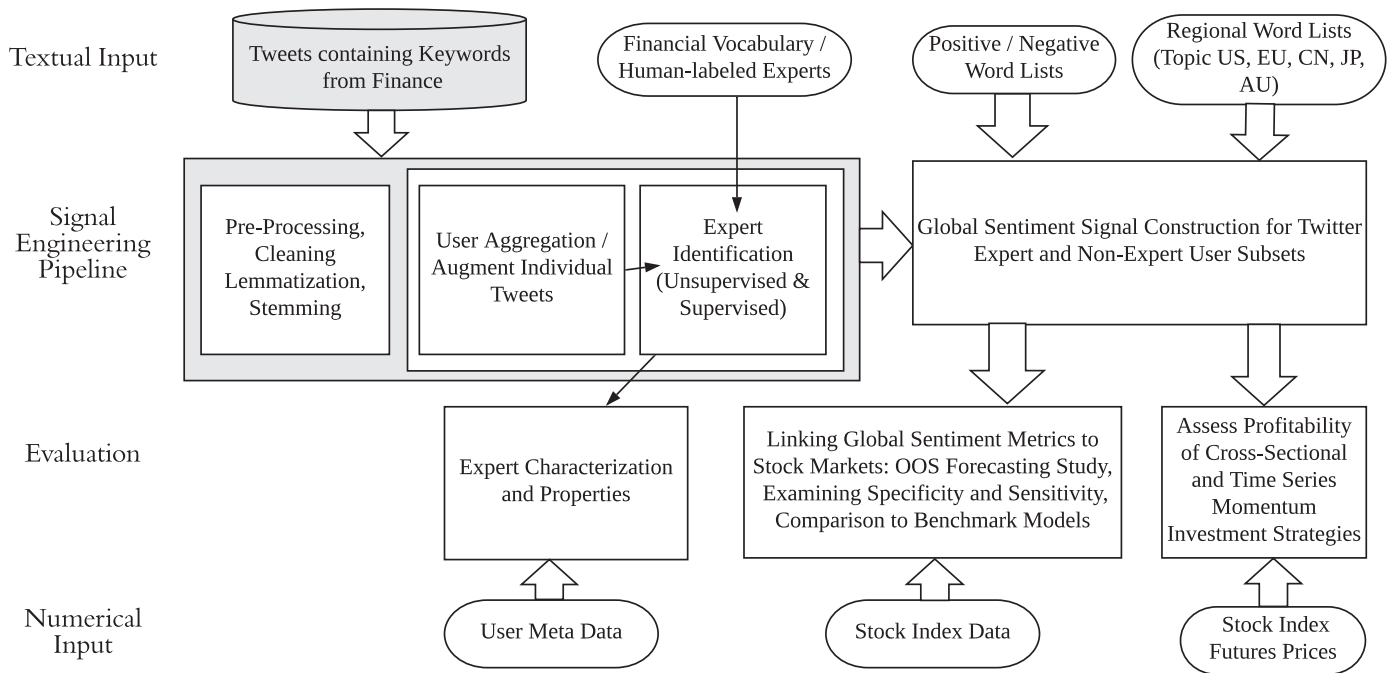 Textual Input
Tweets containing Keywords
from Finance
Financial Vocabulary /
Human-labeled Experts
Positive / Negative
Word Lists
Regional Word Lists
(Topic US, EU, CN, JP,
AU)
Signal
Engineering
Pipeline
Pre-Processing,
Cleaning
Lemmatization,
Stemming
User Aggregation /
Augment Individual
Tweets
Expert
Identification
(Unsupervised &
Supervised)
Global Sentiment Signal Construction for Twitter
Expert and Non-Expert User Subsets
Evaluation
Expert Characterization
and Properties
Linking Global Sentiment Metrics to
Stock Markets: OOS Forecasting Study,
Examining Specificity and Sensitivity,
Comparison to Benchmark Models
Assess Profitability
of Cross-Sectional
and Time Series
Momentum
Investment Strategies
Numerical
Input
User Meta Data
Stock Index Data
Stock Index
Futures Prices